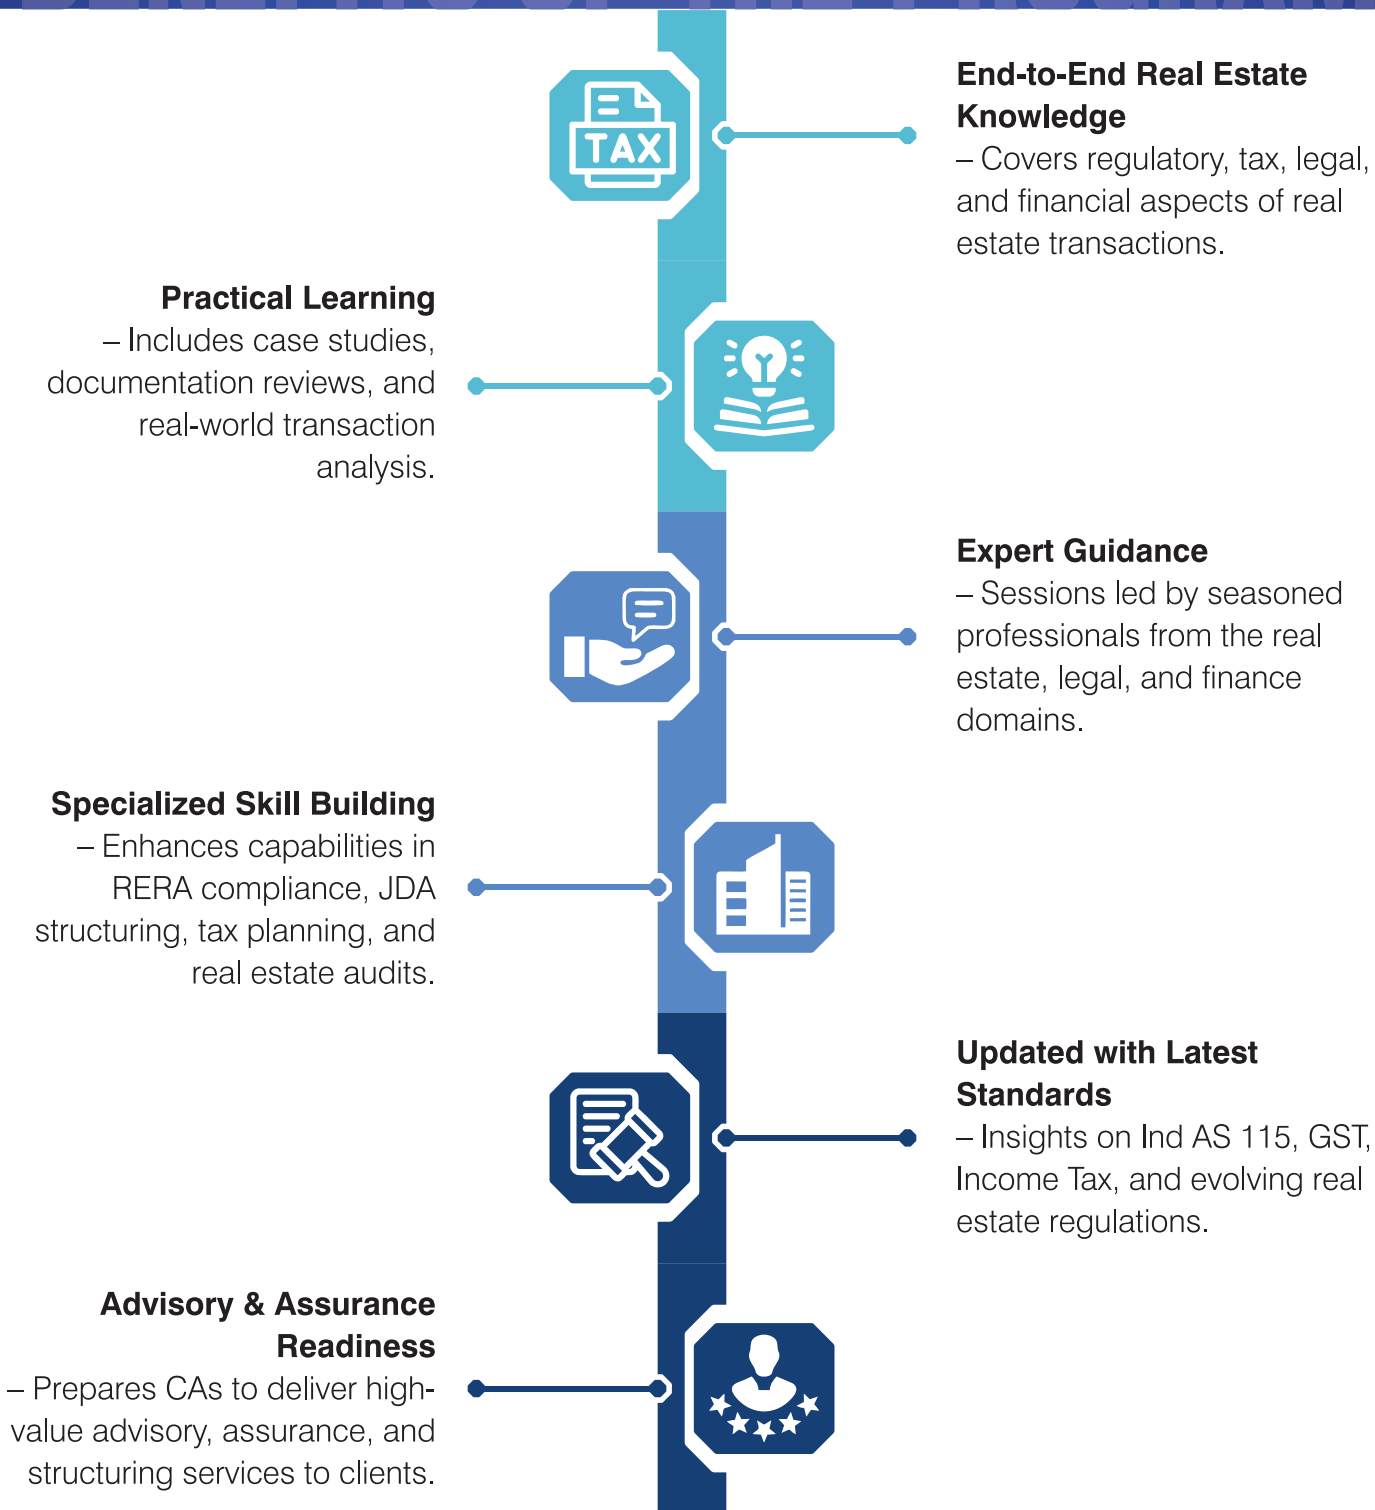 BENEFITS OF THE PROGRAM
TAX
End-to-End Real Estate
Knowledge
– Covers regulatory, tax, legal,
and financial aspects of real
estate transactions.
Practical Learning
– Includes case studies,
documentation reviews, and
real-world transaction
analysis.
Expert Guidance
– Sessions led by seasoned
professionals from the real
estate, legal, and finance
domains.
Specialized Skill Building
– Enhances capabilities in
RERA compliance, JDA
structuring, tax planning, and
real estate audits.
Updated with Latest
Standards
– Insights on Ind AS 115, GST,
Income Tax, and evolving real
estate regulations.
Advisory & Assurance
Readiness
– Prepares CAs to deliver high-
value advisory, assurance, and
structuring services to clients.